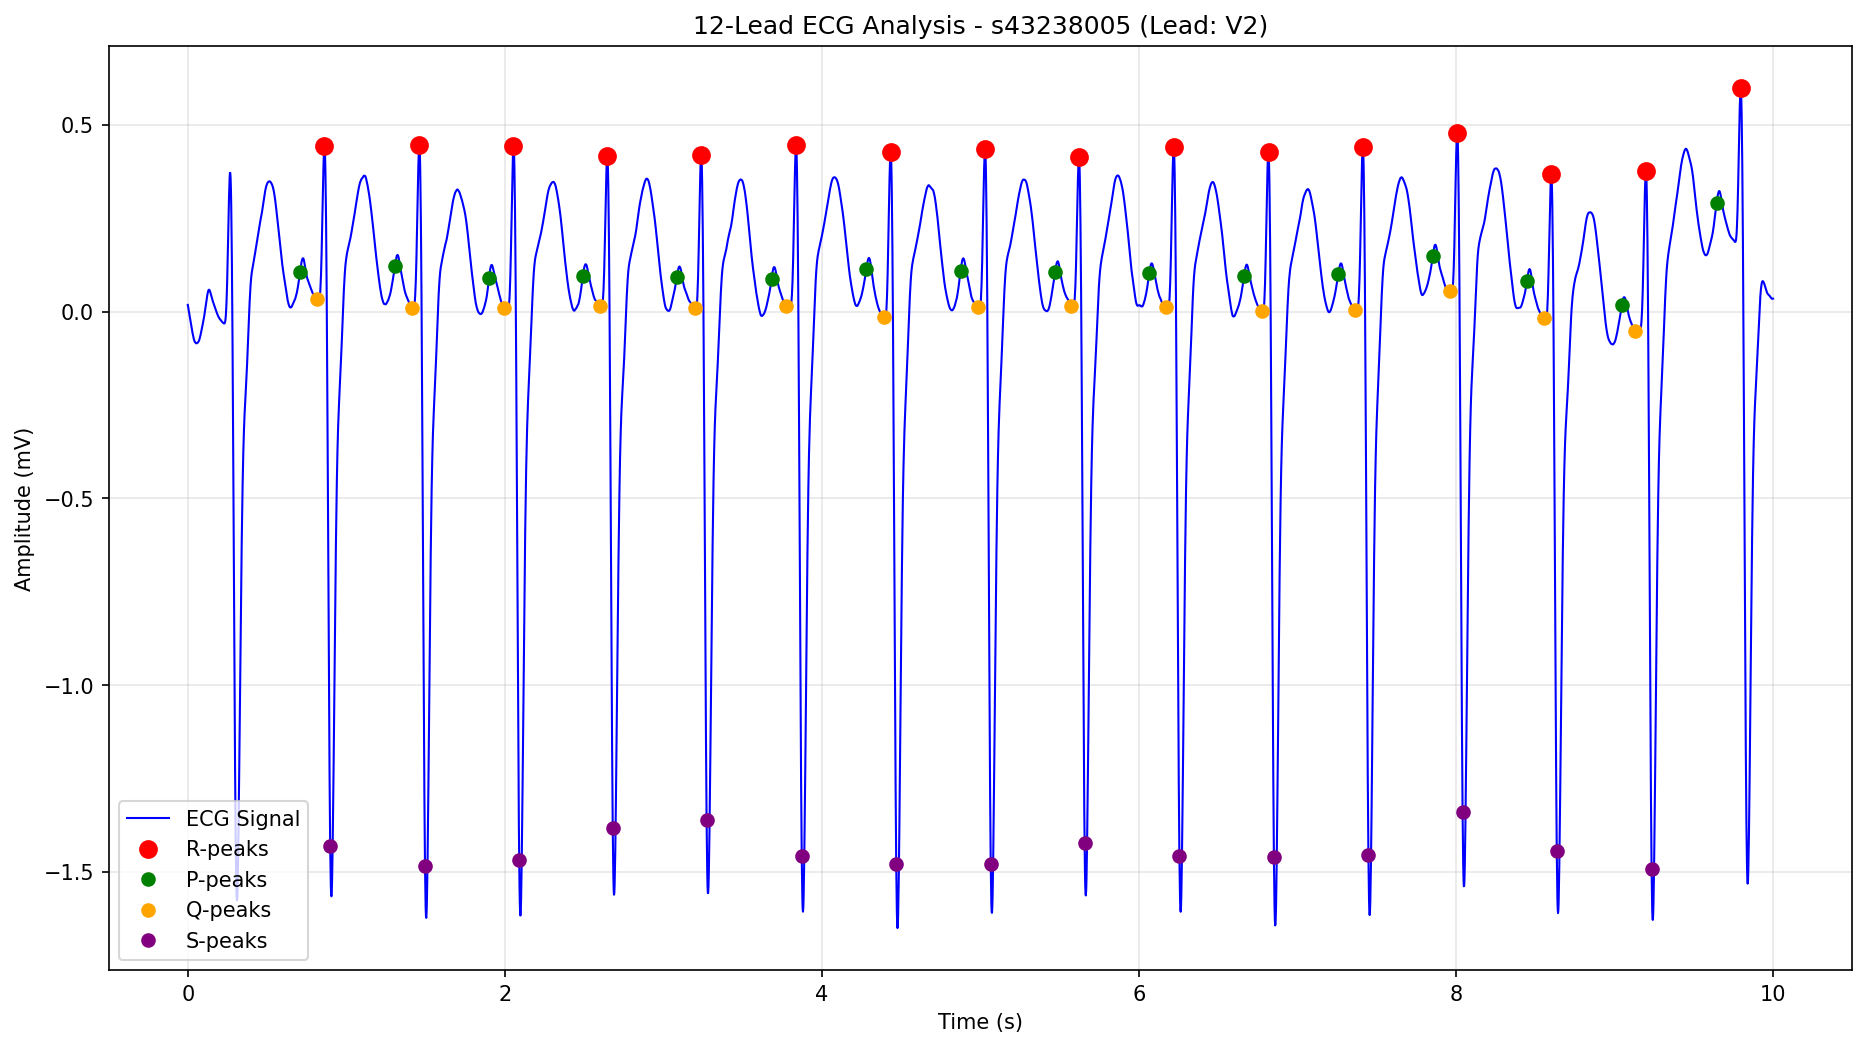 12-Lead ECG Analysis - s43238005 (Lead: V2)
Amplitude (mV)
0.5
0.0
−0.5
−1.0
−1.5
ECG Signal
R-peaks
P-peaks
Q-peaks
S-peaks
0 2 4 6 8 10
Time (s)